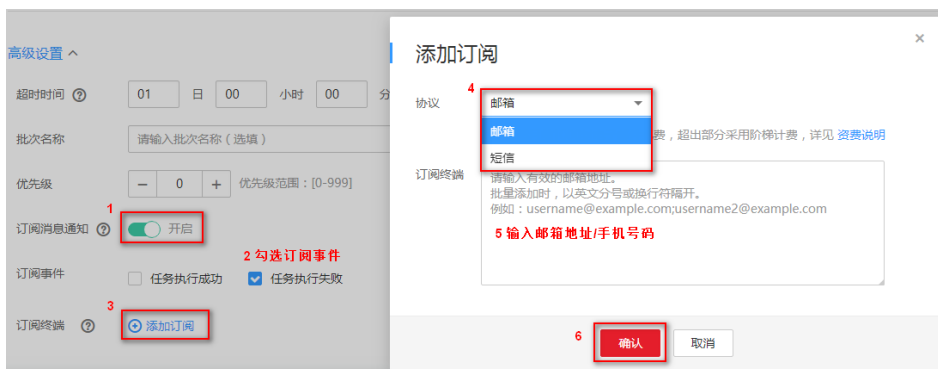 高级设置
超时时间 ? 01 日 00 小时 00 分
批次名称 请输入批次名称（选填）
优先级 − 0 + 优先级范围：[0-999]
1
订阅消息通知 ? 开启
2 勾选订阅事件
订阅事件 任务执行成功 任务执行失败
3
订阅终端 ? 添加订阅
添加订阅
4
协议 邮箱
邮箱
费，超出部分采用阶梯计费，详见 资费说明
短信
订阅终端 请输入有效的邮箱地址。
批量添加时，以英文分号或换行符隔开。
例如：username@example.com;username2@example.com
5 输入邮箱地址/手机号码
6 确认 取消